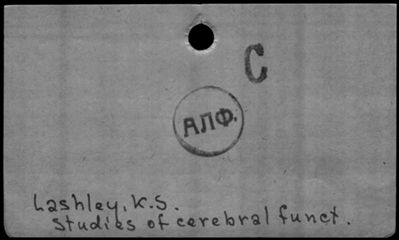 C
АЛФ.
Lashley, K.S.
Studies of cerebral funct.